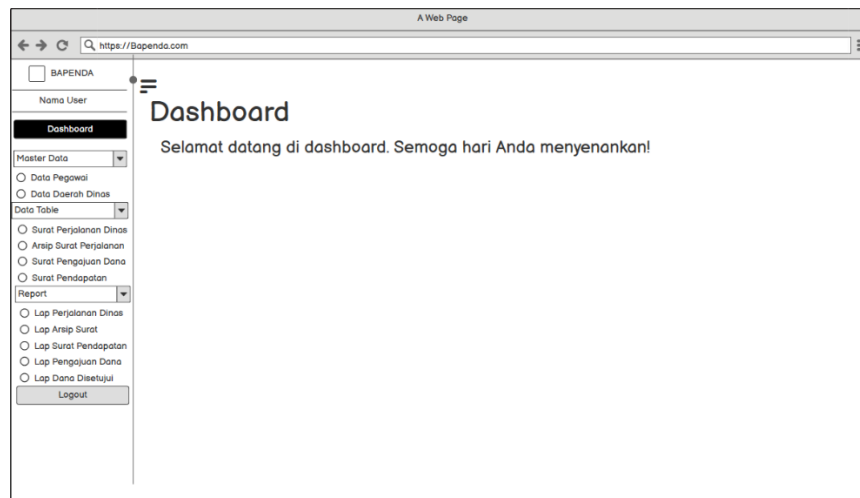 A Web Page
https://Bapenda.com
BAPENDA
Nama User
Dashboard
Master Data
Data Pegawai
Data Daerah Dinas
Data Table
Surat Perjalanan Dinas
Arsip Surat Perjalanan
Surat Pengajuan Dana
Surat Pendapatan
Report
Lap Perjalanan Dinas
Lap Arsip Surat
Lap Surat Pendapatan
Lap Pengajuan Dana
Lap Dana Disetujui
Logout
Dashboard
Selamat datang di dashboard. Semoga hari Anda menyenankan!